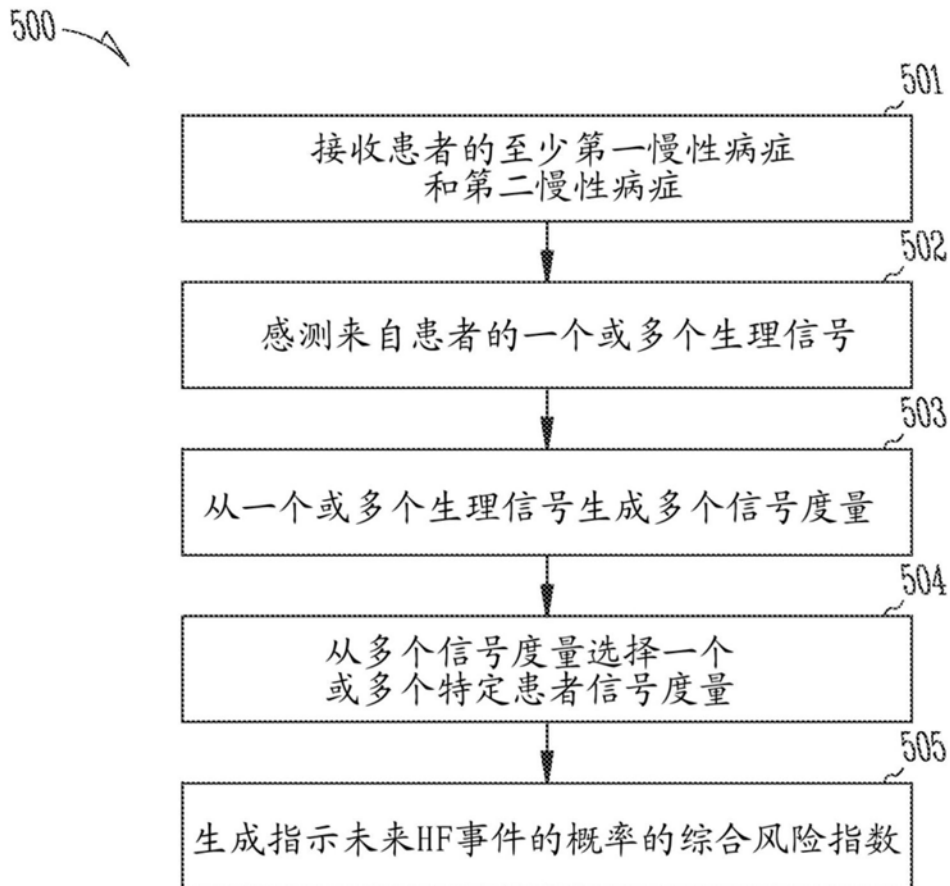 500
501
接收患者的至少第一慢性病症
和第二慢性病症
502
感测来自患者的一个或多个生理信号
503
从一个或多个生理信号生成多个信号度量
504
从多个信号度量选择一个
或多个特定患者信号度量
505
生成指示未来HF事件的概率的综合风险指数